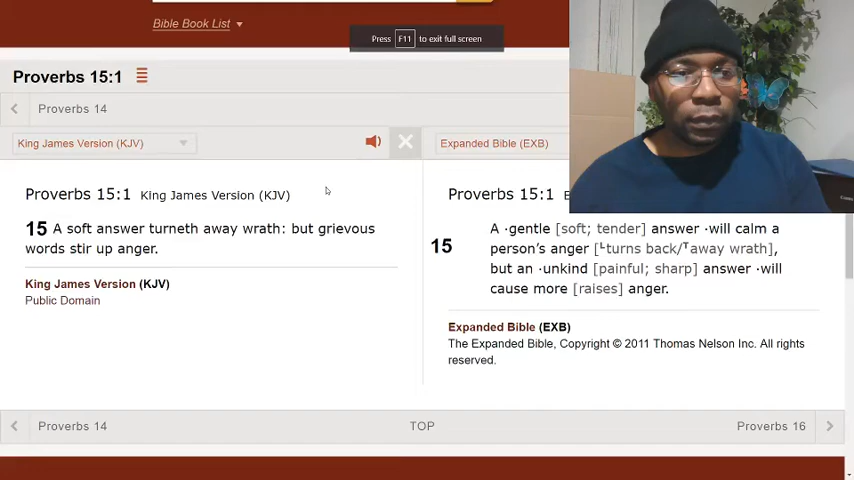 Bible Book List
Press F11 to exit full screen
Proverbs 15:1
Proverbs 14
King James Version (KJV)
Expanded Bible (EXB)
Proverbs 15:1 King James Version (KJV)
15 A soft answer turneth away wrath: but grievous
words stir up anger.
King James Version (KJV)
Public Domain
Proverbs 15:1
15
A ·gentle [soft; tender] answer ·will calm a
person's anger [ᴸturns back/ᵀaway wrath],
but an ·unkind [painful; sharp] answer ·will
cause more [raises] anger.
Expanded Bible (EXB)
The Expanded Bible, Copyright © 2011 Thomas Nelson Inc. All rights
reserved.
Proverbs 14
TOP
Proverbs 16